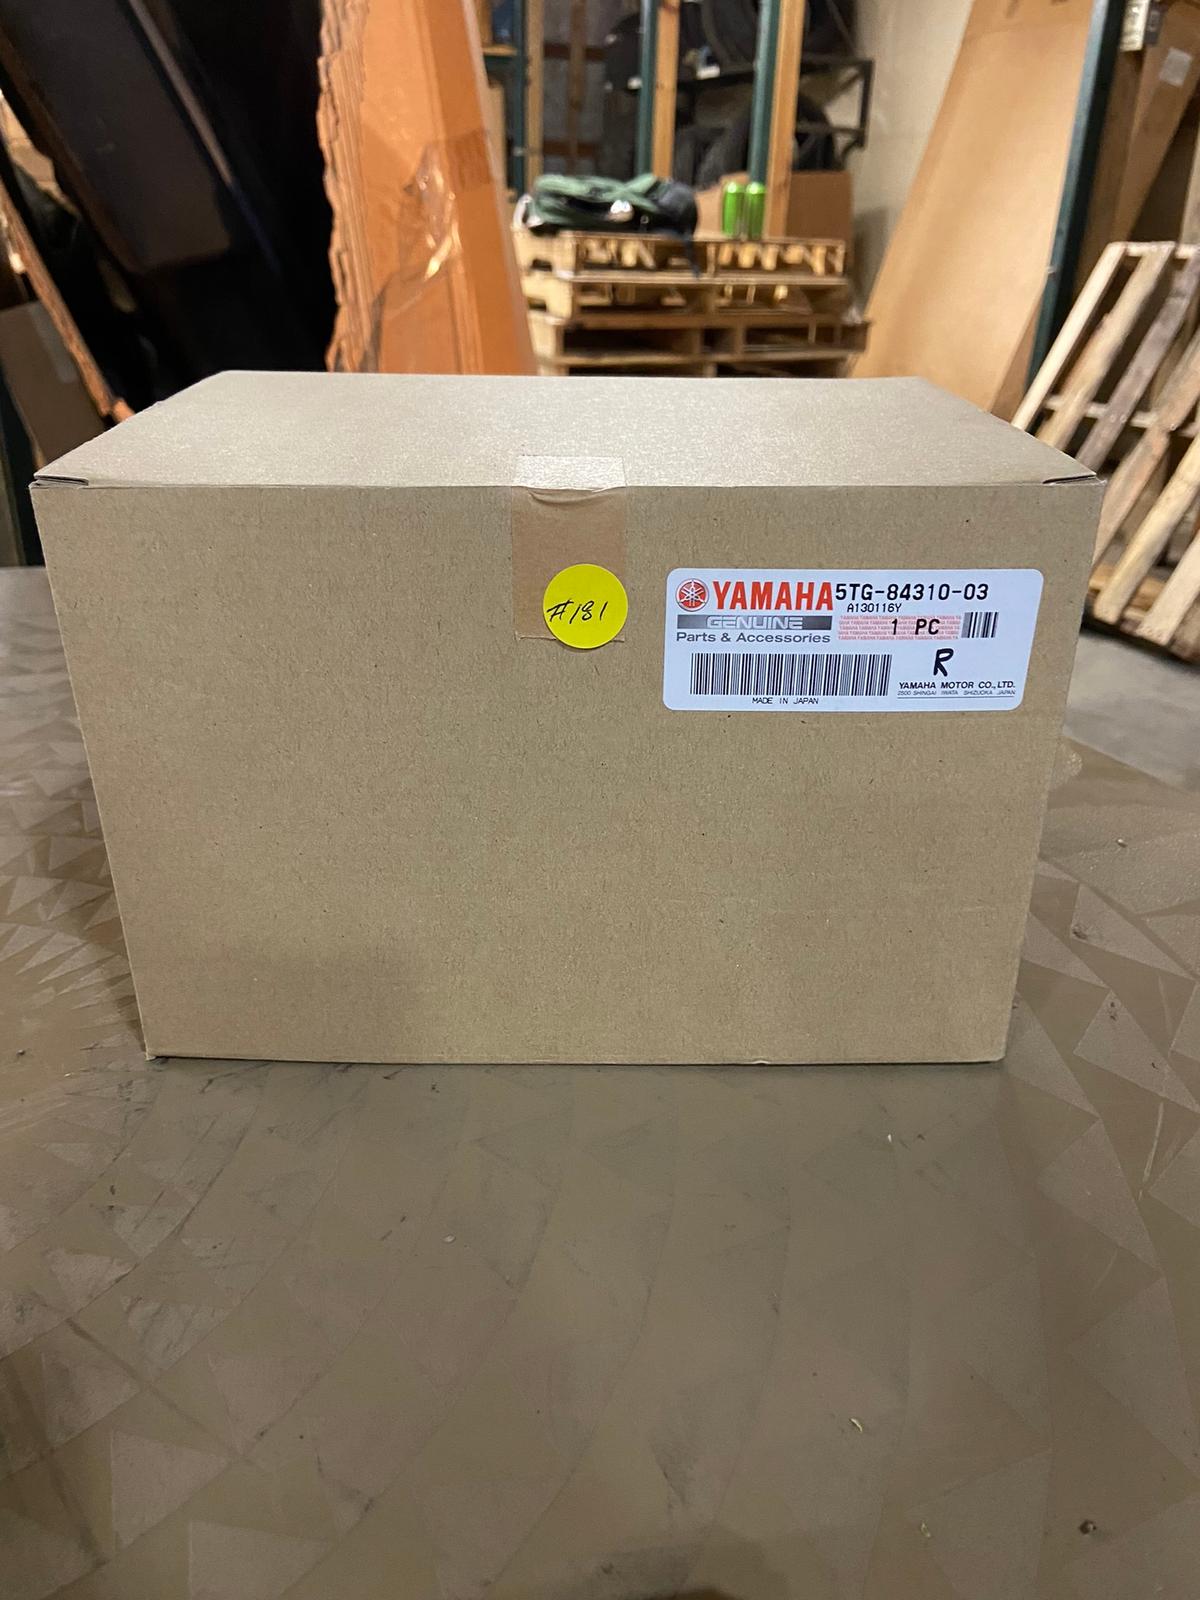 #181
YAMAHA 5TG-84310-03
A130116Y
GENUINE
1 PC
Parts & Accessories
R
YAMAHA MOTOR CO., LTD.
2500 SHINGAI IWATA SHIZUOKA JAPAN
MADE IN JAPAN